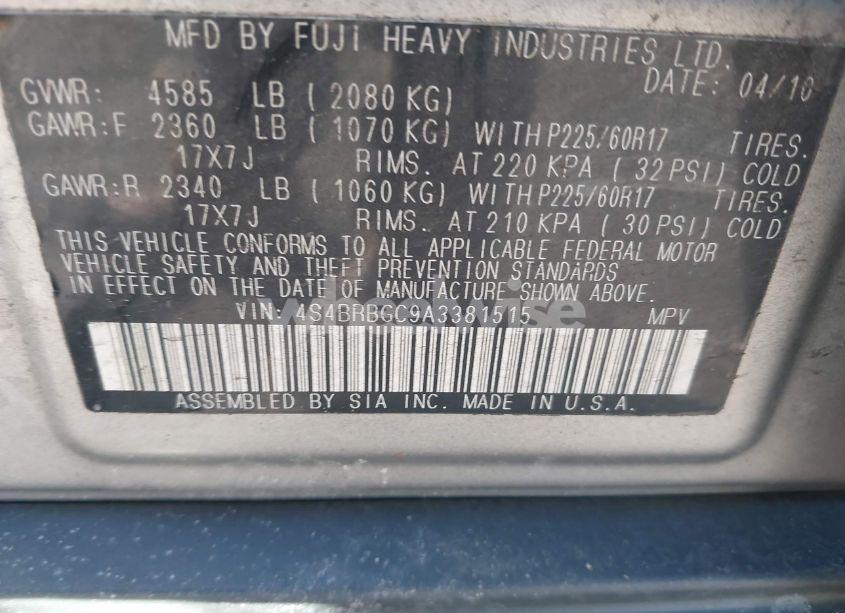 MFD BY FUJI HEAVY INDUSTRIES LTD.
DATE: 04/10
GVWR: 4585 LB ( 2080 KG)
GAWR:F 2360 LB ( 1070 KG) WITH P225/60R17 TIRES.
17X7J RIMS. AT 220 KPA ( 32 PSI) COLD
GAWR:R 2340 LB ( 1060 KG) WITH P225/60R17 TIRES.
17X7J RIMS. AT 210 KPA ( 30 PSI) COLD
THIS VEHICLE CONFORMS TO ALL APPLICABLE FEDERAL MOTOR
VEHICLE SAFETY AND THEFT PREVENTION STANDARDS
IN EFFECT ON THE DATE OF MANUFACTURE SHOWN ABOVE.
VIN: 4S4BRBGC9A3381515 MPV
ASSEMBLED BY SIA INC. MADE IN U.S.A.